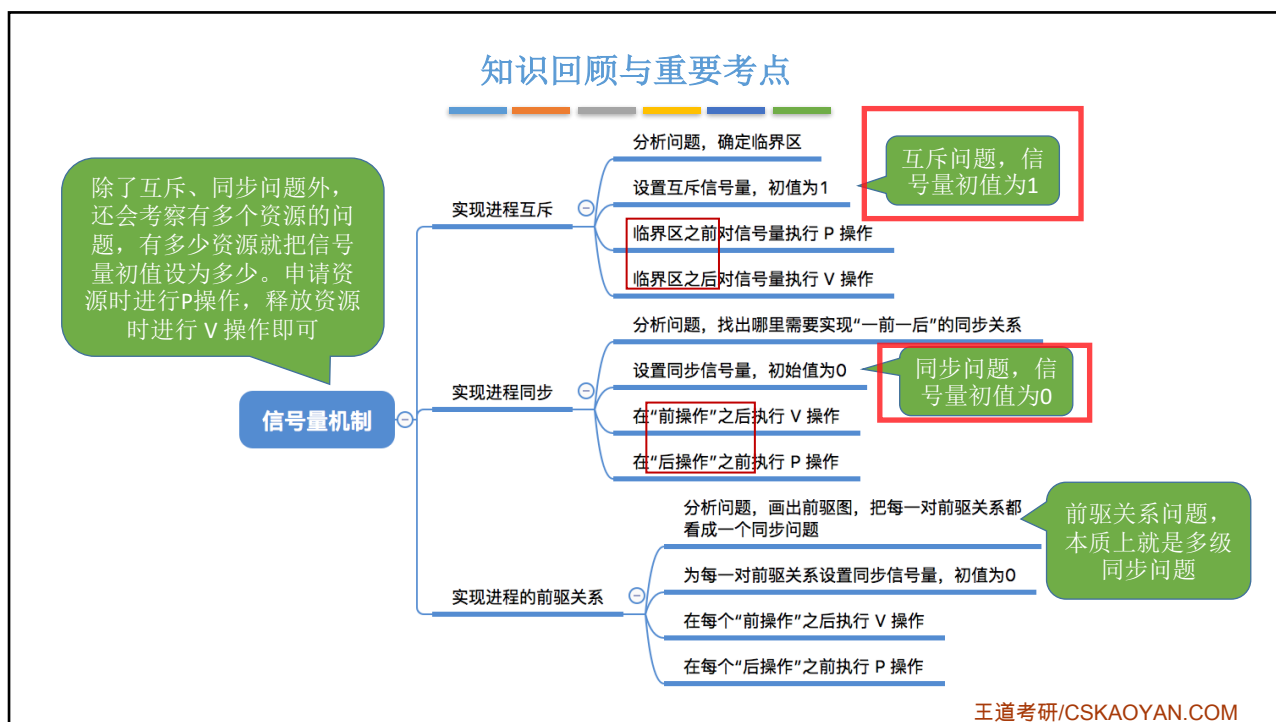 知识回顾与重要考点
除了互斥、同步问题外，
还会考察有多个资源的问
题，有多少资源就把信号
量初值设为多少。申请资
源时进行P操作，释放资源
时进行 V 操作即可
信号量机制
实现进程互斥
分析问题，确定临界区
设置互斥信号量，初值为1
互斥问题，信
号量初值为1
临界区之前对信号量执行 P 操作
临界区之后对信号量执行 V 操作
实现进程同步
分析问题，找出哪里需要实现“一前一后”的同步关系
设置同步信号量，初始值为0
同步问题，信
号量初值为0
在“前操作”之后执行 V 操作
在“后操作”之前执行 P 操作
实现进程的前驱关系
分析问题，画出前驱图，把每一对前驱关系都
看成一个同步问题
前驱关系问题，
本质上就是多级
同步问题
为每一对前驱关系设置同步信号量，初值为0
在每个“前操作”之后执行 V 操作
在每个“后操作”之前执行 P 操作
王道考研/CSKAOYAN.COM